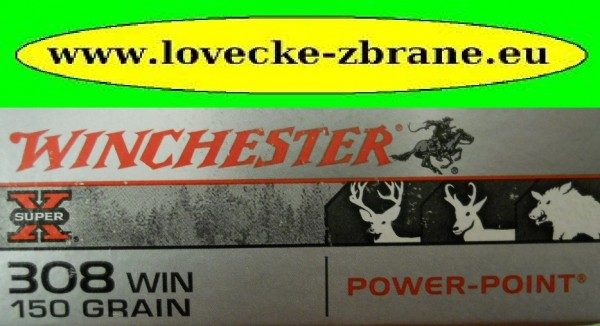 www.lovecke-zbrane.eu
WINCHESTER®
X
SUPER
308 WIN
150 GRAIN
POWER-POINT®